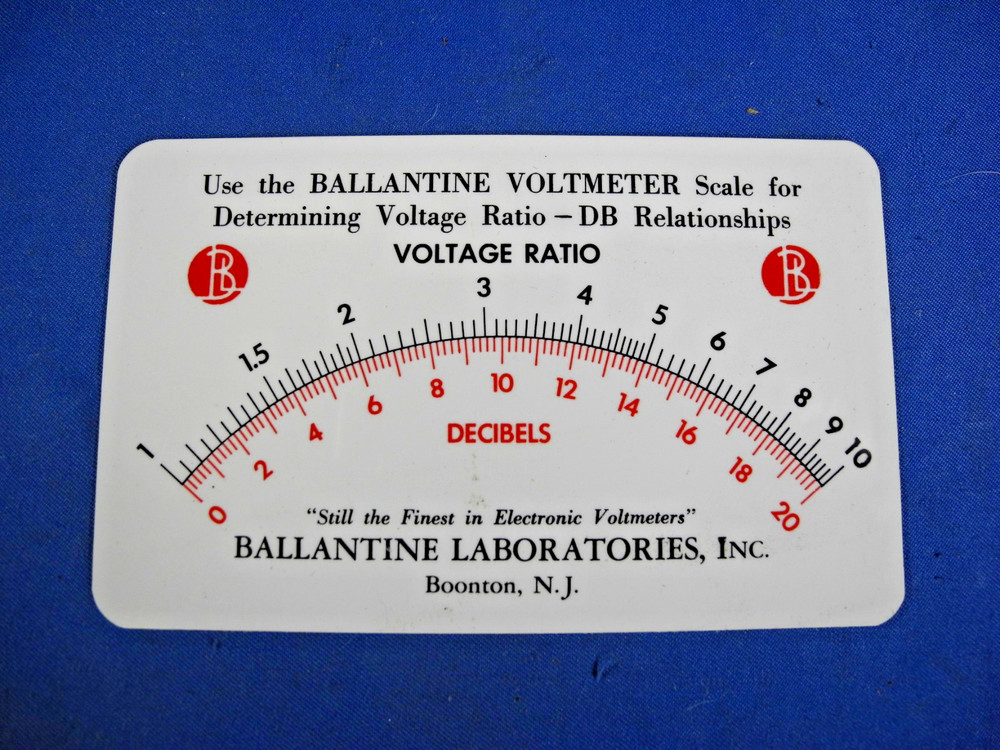 Use the BALLANTINE VOLTMETER Scale for
Determining Voltage Ratio – DB Relationships
VOLTAGE RATIO
B B
1 1.5 2 3 4 5 6 7 8 9 10
0 2 4 6 8 10 12 14 16 18 20
DECIBELS
"Still the Finest in Electronic Voltmeters"
BALLANTINE LABORATORIES, INC.
Boonton, N.J.